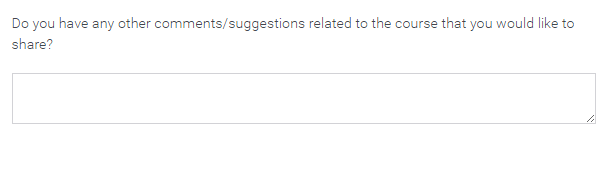 Do you have any other comments/suggestions related to the course that you would like to
share?